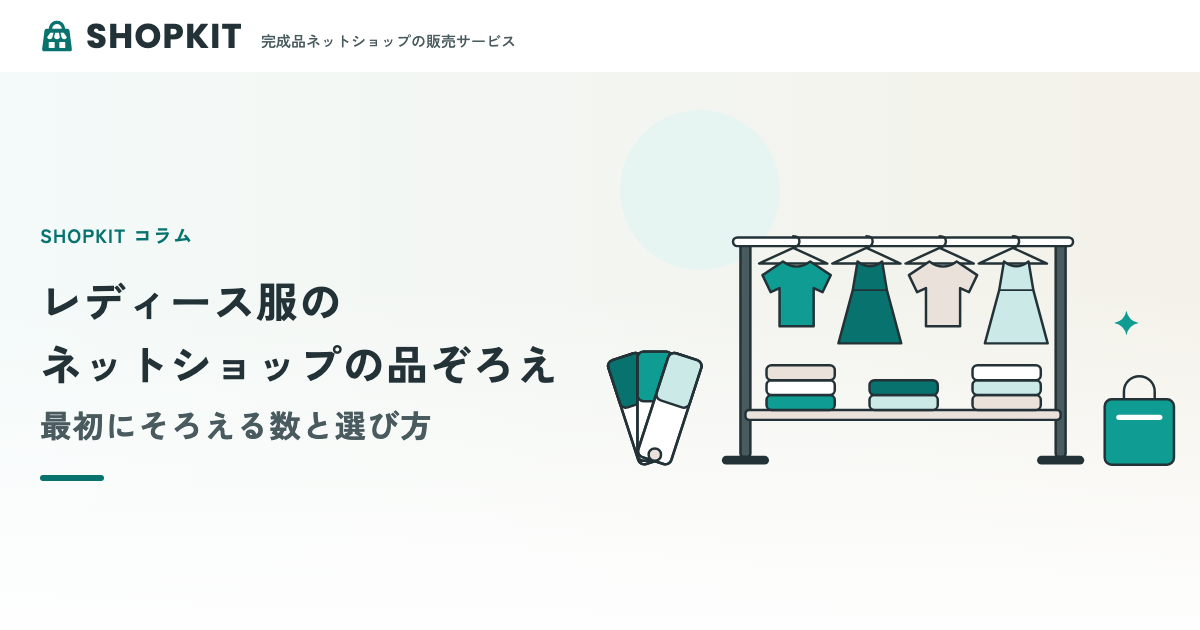 SHOPKIT 完成品ネットショップの販売サービス
SHOPKIT コラム
レディース服の
ネットショップの品ぞろえ
最初にそろえる数と選び方